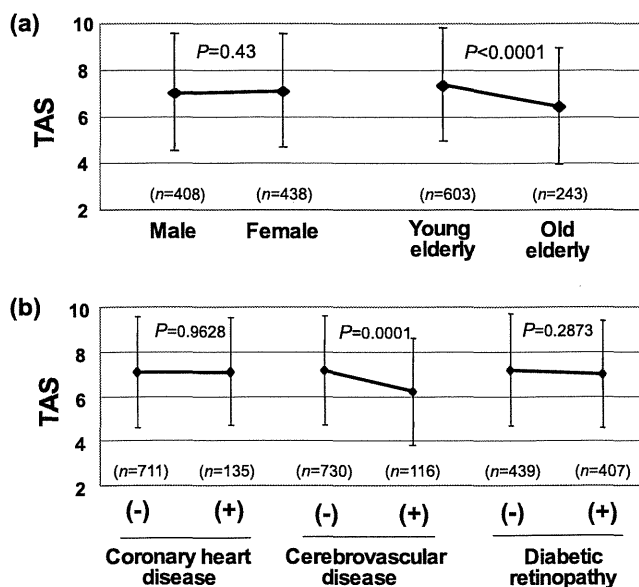 (a)
10
8
6
4
2
TAS
P=0.43
P<0.0001
(n=408) (n=438) (n=603) (n=243)
Male Female Young elderly Old elderly
(b)
10
8
6
4
2
TAS
P=0.9628 P=0.0001 P=0.2873
(n=711) (n=135) (n=730) (n=116) (n=439) (n=407)
(-) (+) (-) (+) (-) (+)
Coronary heart disease
Cerebrovascular disease
Diabetic retinopathy